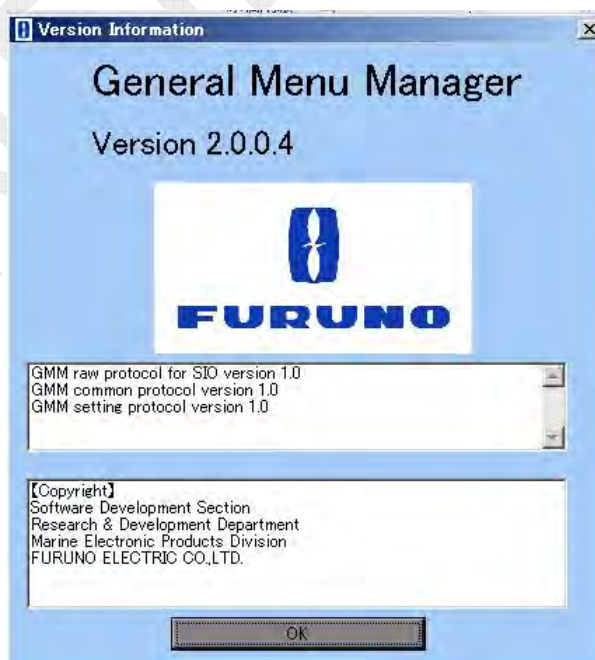 Version Information
General Menu Manager
Version 2.0.0.4
FURUNO
GMM raw protocol for SIO version 1.0
GMM common protocol version 1.0
GMM setting protocol version 1.0
【Copyright】
Software Development Section
Research & Development Department
Marine Electronic Products Division
FURUNO ELECTRIC CO.,LTD.
OK